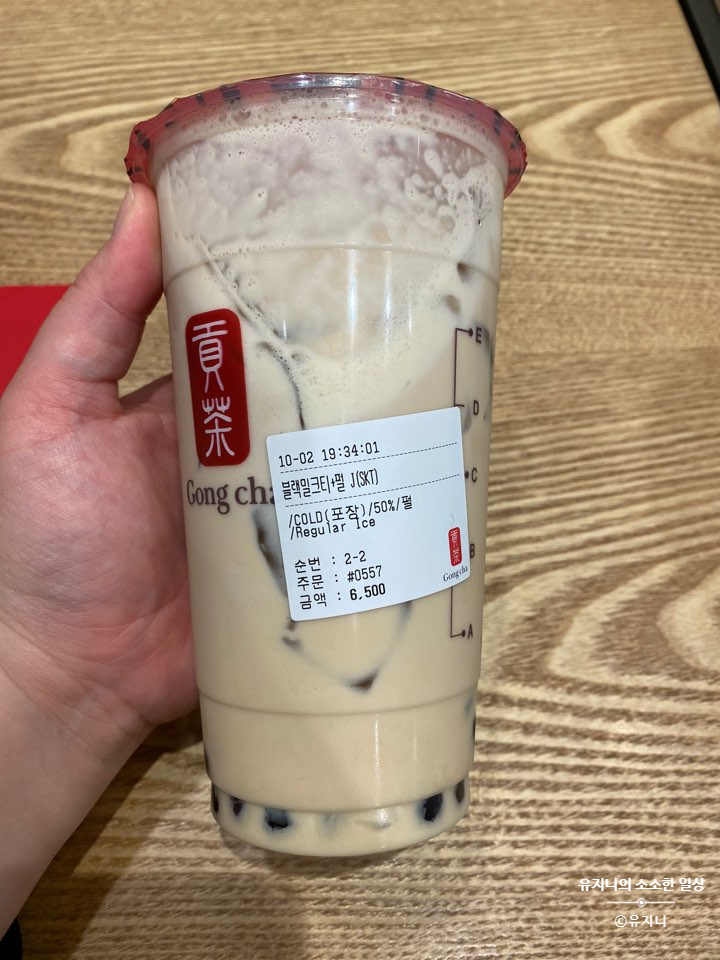 貢茶
Gong cha
E
D
C
B
A
10-02 19:34:01
블랙밀크티+펄 J(SKT)
/COLD(포장)/50%/펄
/Regular Ice
순번 : 2-2
주문 : #0557
금액 : 6,500
貢茶
Gong cha
유지니의 소소한 일상
©유지니